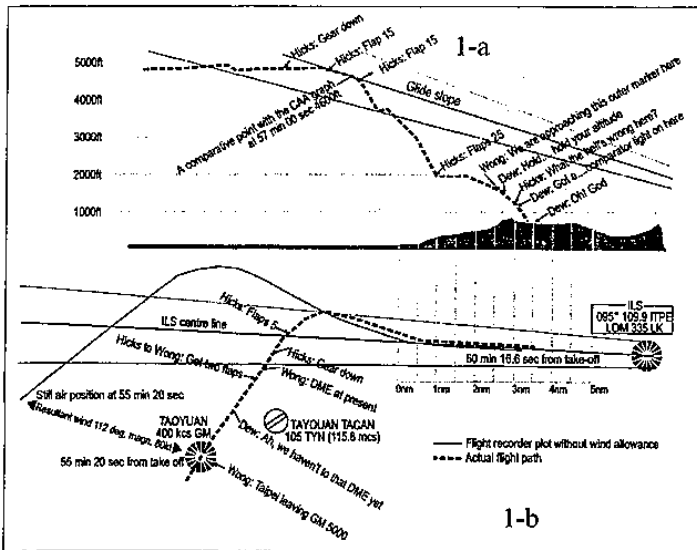 1-a
5000ft
4000ft
3000ft
2000ft
1000ft
Hicks: Gear down
Hicks: Flap 15
Hicks: Flap 15
Glide slope
A comparative point with the CAA graph
at 57 min 00 sec 4600ft
Hicks: Flaps 25
Wong: We are approaching this outer marker here
Dew: Hold... hold your altitude
Hicks: What the hell's wrong here?
Dew: Got a... comparator light on here
Dew: Oh! God
ILS centre line
Hicks: Flaps 5
Hicks to Wong: Get two flaps
Hicks: Gear down
Wong: DME at present
ILS
095° 109.9 ITPE
LOM 335 LK
60 min 16.6 sec from take-off
0nm
1nm
2nm
3nm
4nm
5nm
Still air position at 55 min 20 sec
Resultant wind 112 deg. magn. 80kt
TAOYUAN
400 kcs GM
55 min 20 sec from take off
TAYOUAN TACAN
105 TYN (115.8 mcs)
Dew: Ah, we haven't to that DME yet
Wong: Taipei leaving GM 5000
Flight recorder plot without wind allowance
Actual flight path
1-b